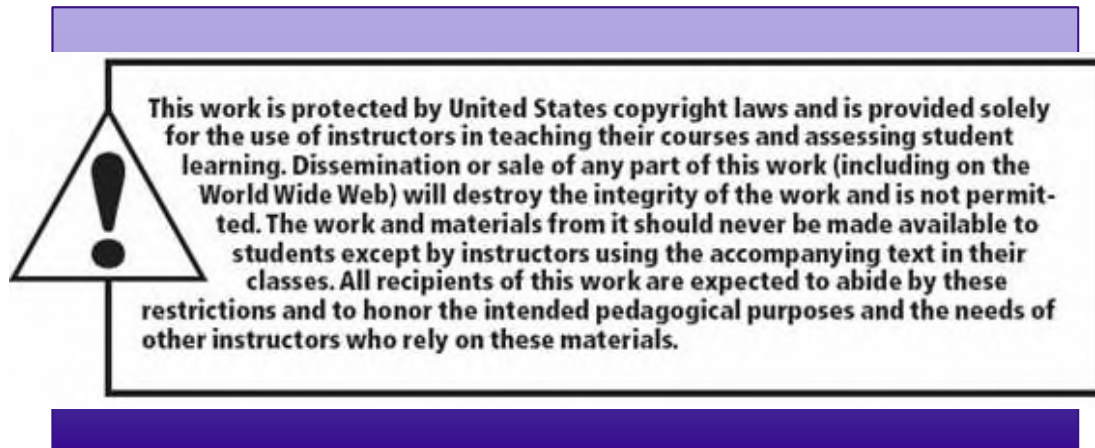 This work is protected by United States copyright laws and is provided solely
for the use of instructors in teaching their courses and assessing student
learning. Dissemination or sale of any part of this work (including on the
World Wide Web) will destroy the integrity of the work and is not permit-
ted. The work and materials from it should never be made available to
students except by instructors using the accompanying text in their
classes. All recipients of this work are expected to abide by these
restrictions and to honor the intended pedagogical purposes and the needs of
other instructors who rely on these materials.